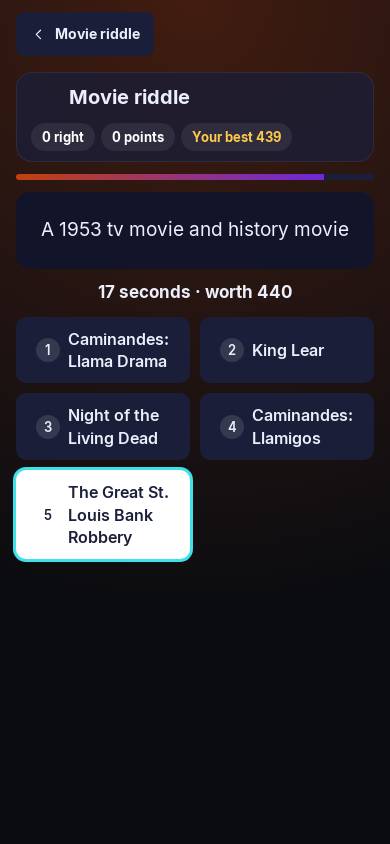 Movie riddle
Movie riddle
0 right
0 points
Your best 439
A 1953 tv movie and history movie
17 seconds · worth 440
1
Caminandes:
Llama Drama
2
King Lear
3
Night of the
Living Dead
4
Caminandes:
Llamigos
5
The Great St.
Louis Bank
Robbery